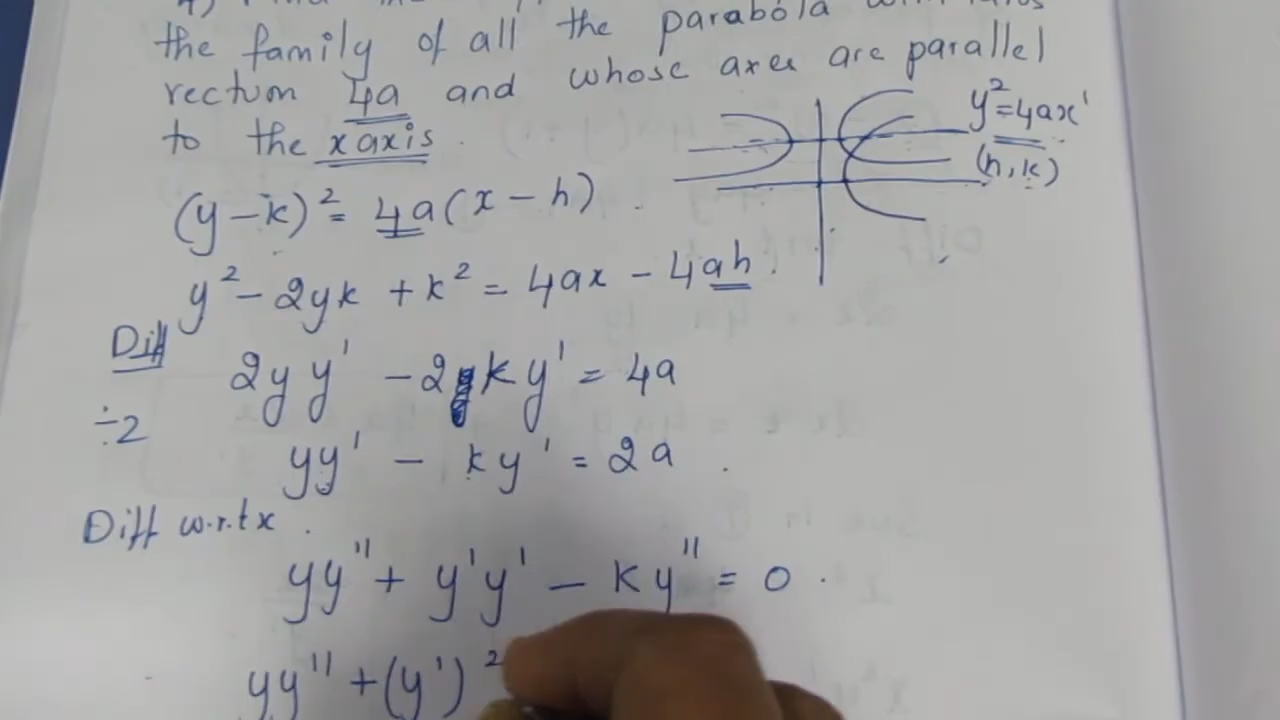 the family of all the parabola
rectum 4a and whose axes are parallel
to the x axis.
y² = 4ax'
(h, k)
(y - k)² = 4a(x - h)
y² - 2yk + k² = 4ax - 4ah.
Diff
2yy' - 2ky' = 4a
÷2
yy' - ky' = 2a.
Diff w.r.t x.
yy'' + y'y' - ky'' = 0.
yy'' + (y')²